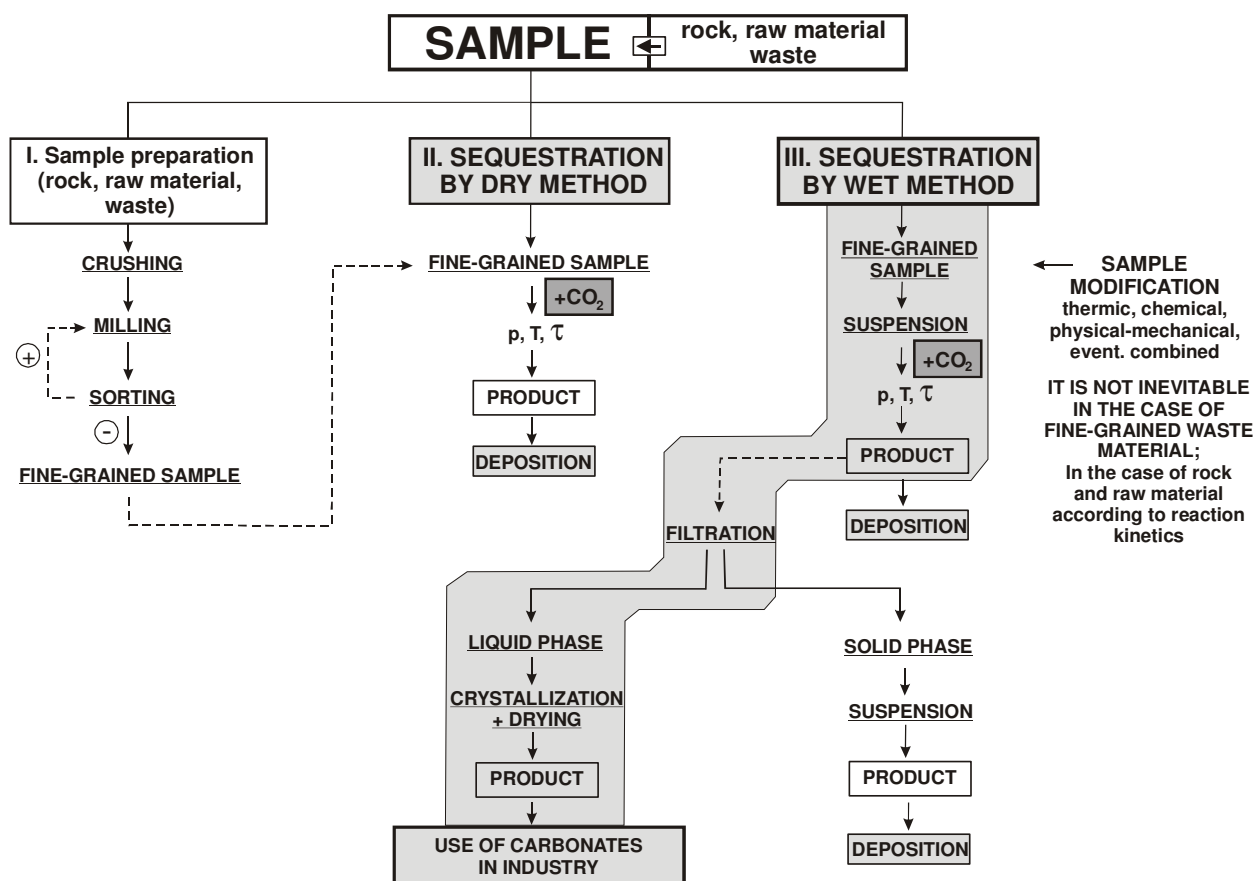 SAMPLE
rock, raw material
waste
I. Sample preparation
(rock, raw material,
waste)
CRUSHING
MILLING
+
SORTING
-
FINE-GRAINED SAMPLE
II. SEQUESTRATION
BY DRY METHOD
FINE-GRAINED SAMPLE
+CO₂
p, T, τ
PRODUCT
DEPOSITION
III. SEQUESTRATION
BY WET METHOD
FINE-GRAINED
SAMPLE
SUSPENSION
+CO₂
p, T, τ
PRODUCT
DEPOSITION
SAMPLE
MODIFICATION
thermic, chemical,
physical-mechanical,
event. combined
IT IS NOT INEVITABLE
IN THE CASE OF
FINE-GRAINED WASTE
MATERIAL;
In the case of rock
and raw material
according to reaction
kinetics
FILTRATION
LIQUID PHASE
CRYSTALLIZATION
+ DRYING
PRODUCT
USE OF CARBONATES
IN INDUSTRY
SOLID PHASE
SUSPENSION
PRODUCT
DEPOSITION